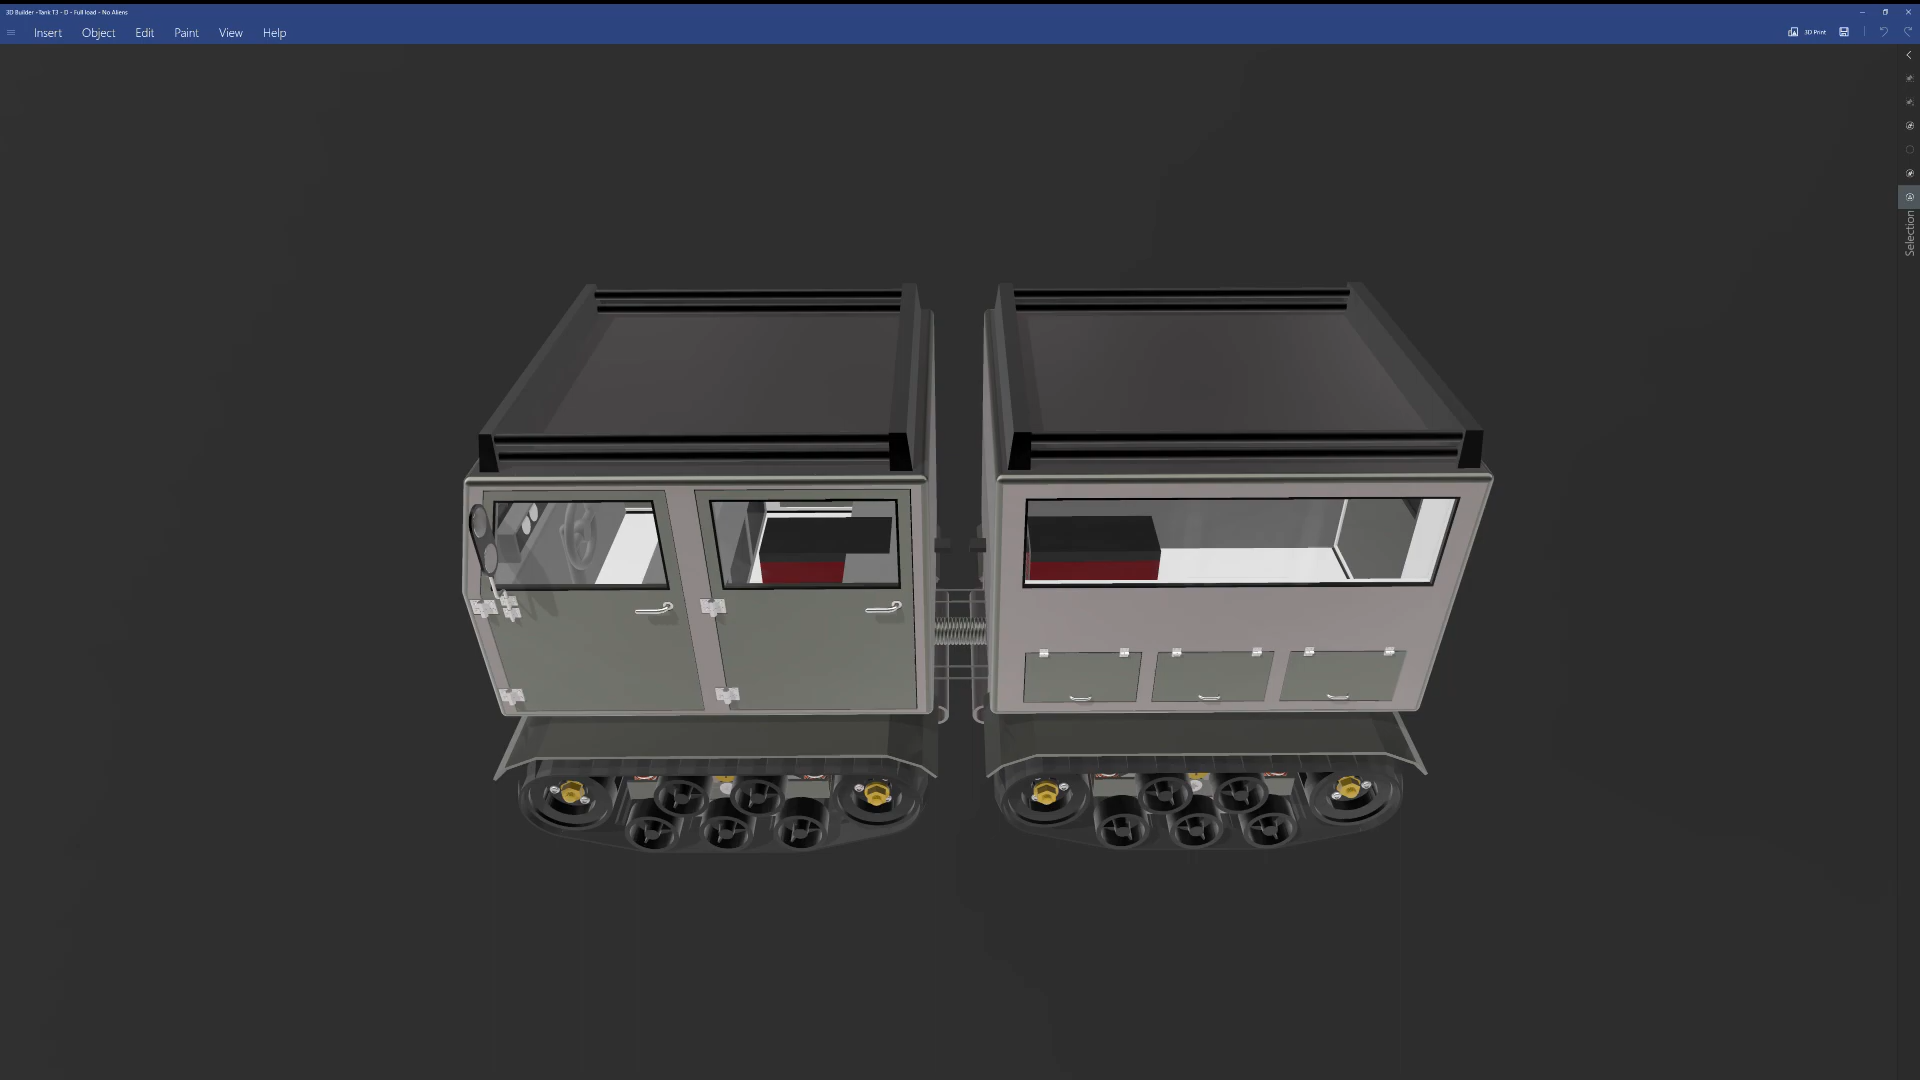 3D Builder - Tank T3 - D - Full load - No Aliens
Insert Object Edit Paint View Help
3D Print
Selection